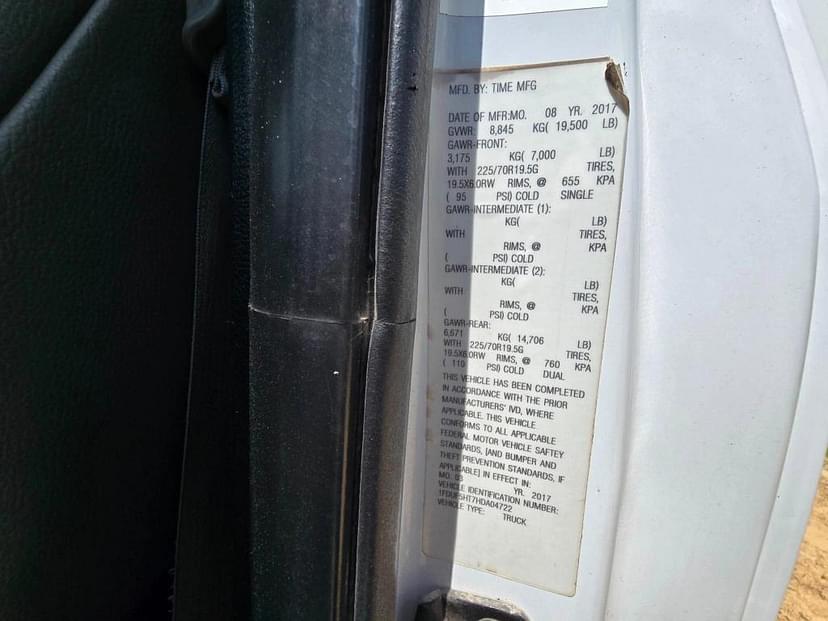 MFD. BY: TIME MFG
DATE OF MFR:MO. 08 YR. 2017
GVWR: 8,845 KG( 19,500 LB)
GAWR-FRONT:
3,175 KG( 7,000 LB)
WITH 225/70R19.5G TIRES,
19.5X6.0RW RIMS, @ 655 KPA
( 95 PSI) COLD SINGLE
GAWR-INTERMEDIATE (1):
KG( LB)
WITH TIRES,
RIMS, @ KPA
( PSI) COLD
GAWR-INTERMEDIATE (2):
KG( LB)
WITH TIRES,
RIMS, @ KPA
( PSI) COLD
GAWR-REAR:
6,671 KG( 14,706 LB)
WITH 225/70R19.5G TIRES,
19.5X6.0RW RIMS, @ 760 KPA
( 110 PSI) COLD DUAL
THIS VEHICLE HAS BEEN COMPLETED
IN ACCORDANCE WITH THE PRIOR
MANUFACTURERS' IVD, WHERE
APPLICABLE. THIS VEHICLE
CONFORMS TO ALL APPLICABLE
FEDERAL MOTOR VEHICLE SAFTEY
STANDARDS, [AND BUMPER AND
THEFT PREVENTION STANDARDS, IF
APPLICABLE] IN EFFECT IN:
MO. 03 YR. 2017
VEHICLE IDENTIFICATION NUMBER:
1FDUF5HT7HDA04722
VEHICLE TYPE: TRUCK